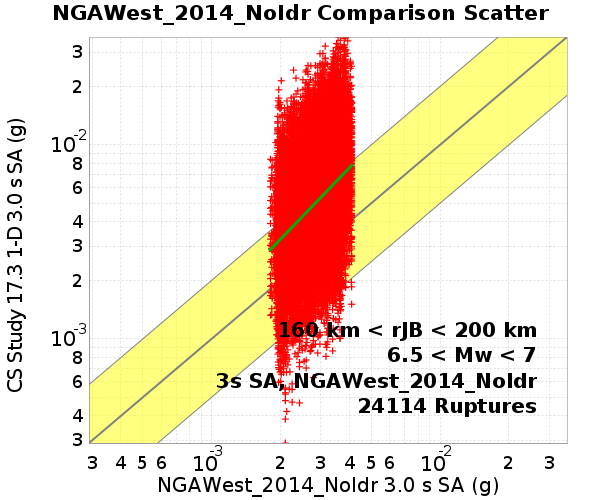 NGAWest_2014_NoIdr Comparison Scatter
CS Study 17.3 1-D 3.0 s SA (g)
3
2
10-2
8
6
4
3
2
10-3
8
6
4
3
160 km < rJB < 200 km
6.5 < Mw < 7
3s SA, NGAWest_2014_NoIdr
24114 Ruptures
3 4 5 6 10-3 2 3 4 5 6 10-2 2 3
NGAWest_2014_NoIdr 3.0 s SA (g)